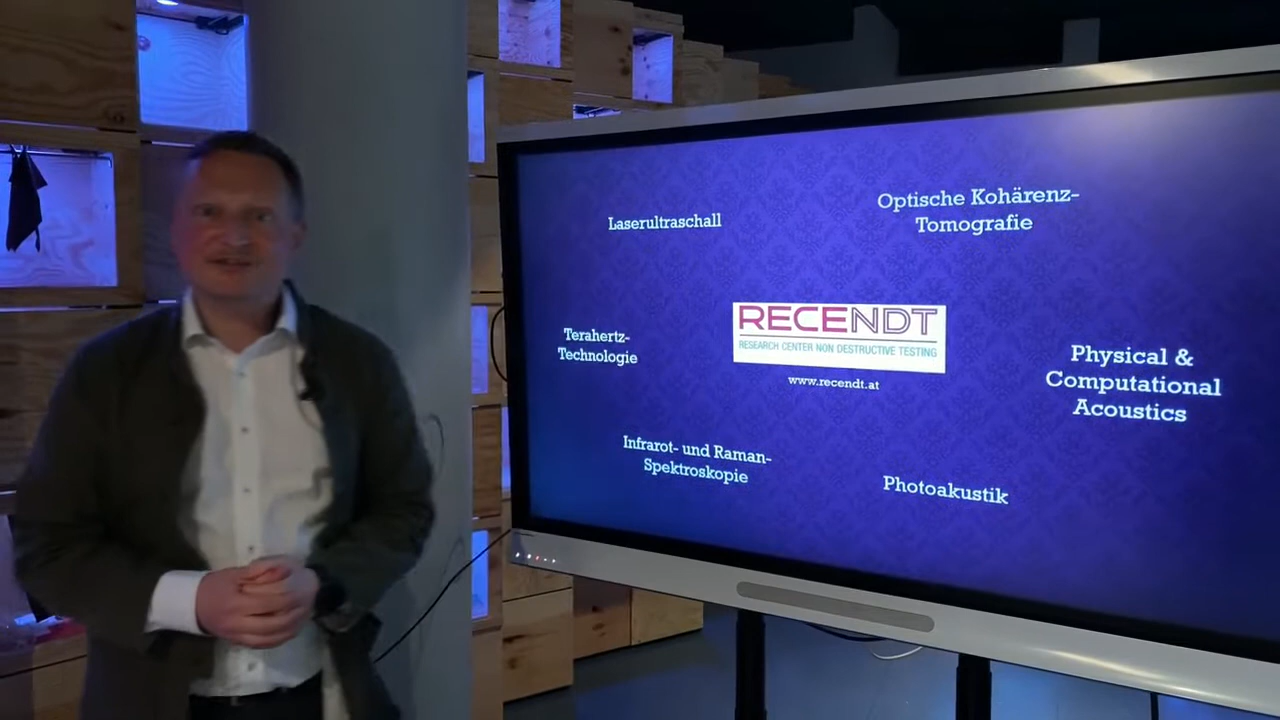 Laserultraschall
Optische Kohärenz-
Tomografie
Terahertz-
Technologie
RECENDT
RESEARCH CENTER NON DESTRUCTIVE TESTING
www.recendt.at
Physical &
Computational
Acoustics
Infrarot- und Raman-
Spektroskopie
Photoakustik